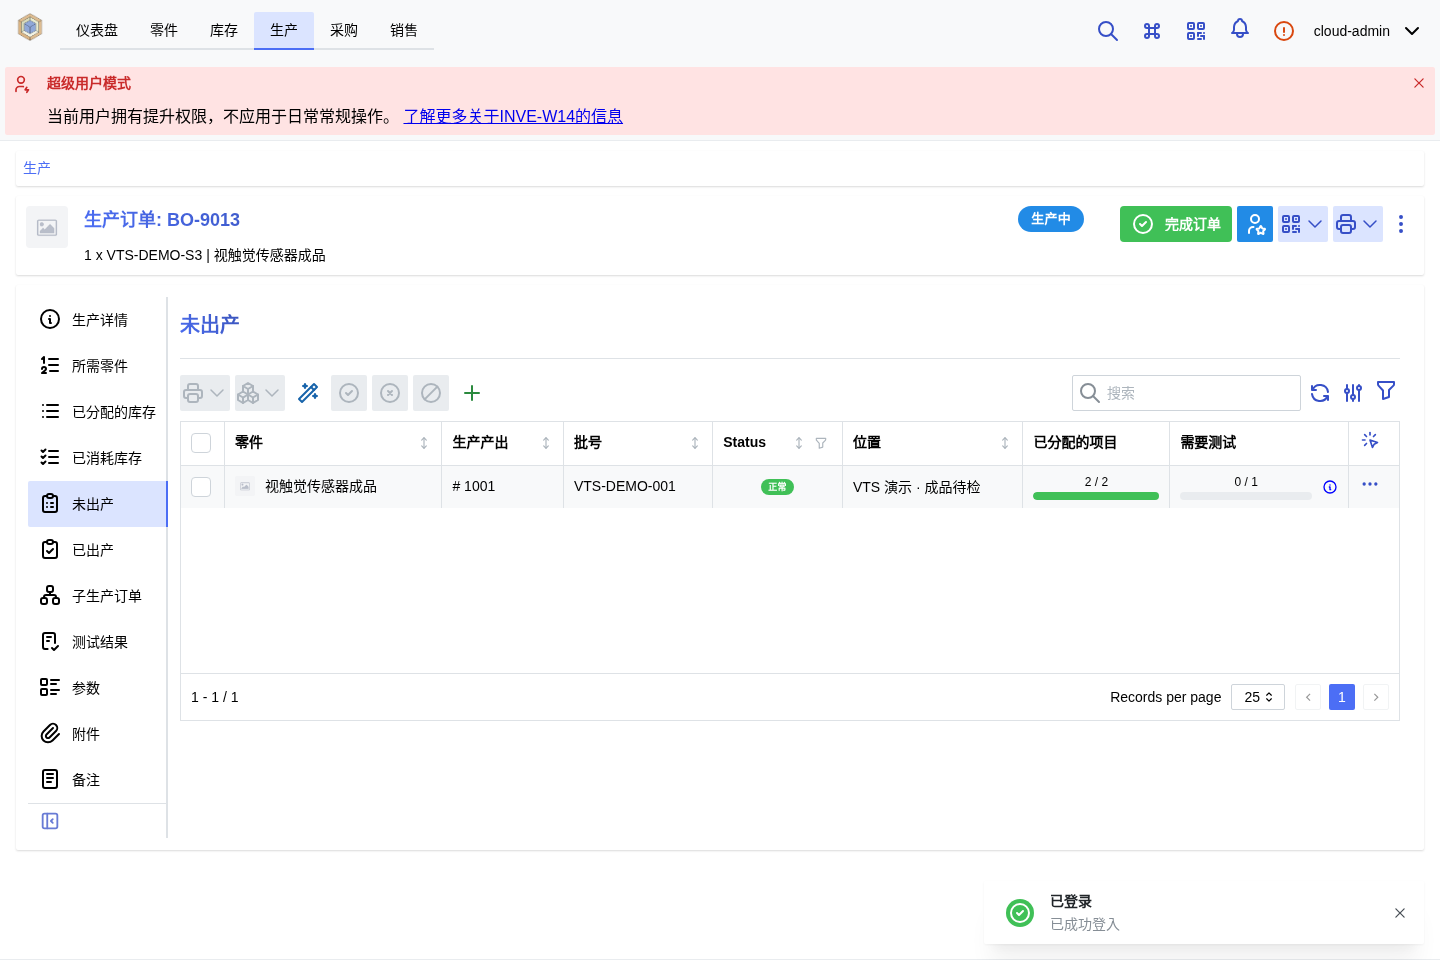 仪表盘 零件 库存 生产 采购 销售 cloud-admin
超级用户模式
当前用户拥有提升权限，不应用于日常常规操作。 了解更多关于INVE-W14的信息
生产
生产订单: BO-9013 生产中 完成订单
1 x VTS-DEMO-S3 | 视触觉传感器成品
生产详情
所需零件
已分配的库存
已消耗库存
未出产
已出产
子生产订单
测试结果
参数
附件
备注
未出产
搜索
零件 生产产出 批号 Status 位置 已分配的项目 需要测试
视触觉传感器成品 # 1001 VTS-DEMO-001 正常 VTS 演示 · 成品待检 2 / 2 0 / 1
1 - 1 / 1 Records per page 25 1
已登录
已成功登入